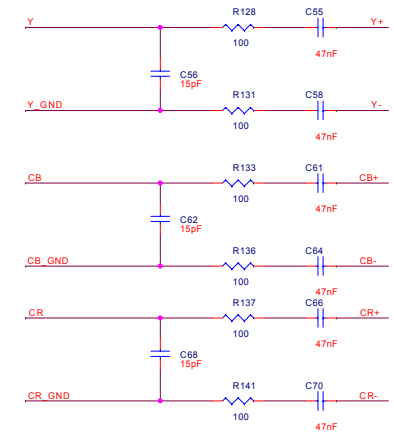 Y R128 C55 Y+
100 47nF
C56
15pF
Y_GND R131 C58 Y-
100 47nF
CB R133 C61 CB+
100 47nF
C62
15pF
CB_GND R136 C64 CB-
100 47nF
CR R137 C66 CR+
100 47nF
C68
15pF
CR_GND R141 C70 CR-
100 47nF